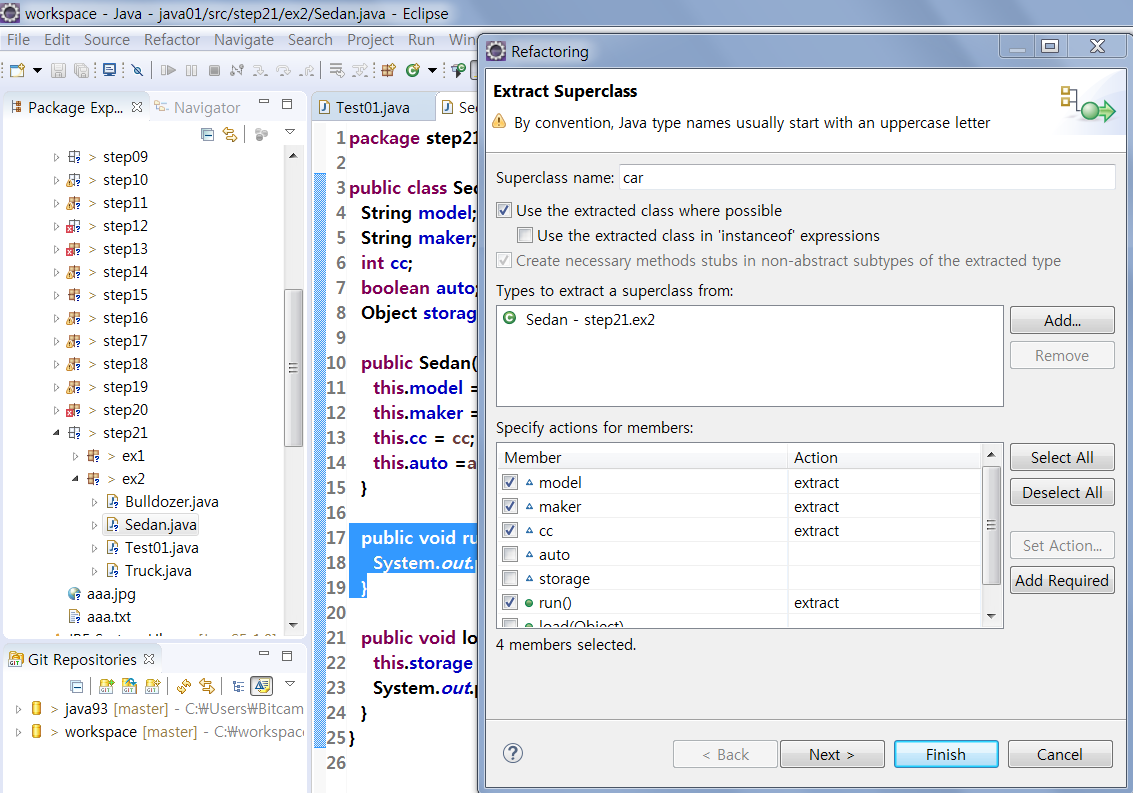 workspace - Java - java01/src/step21/ex2/Sedan.java - Eclipse
File Edit Source Refactor Navigate Search Project Run Win
Package Exp... Navigator
> step09
> step10
> step11
> step12
> step13
> step14
> step15
> step16
> step17
> step18
> step19
> step20
> step21
> ex1
> ex2
Bulldozer.java
Sedan.java
Test01.java
Truck.java
aaa.jpg
aaa.txt
Git Repositories
> java93 [master] - C:₩Users₩Bitcam
> workspace [master] - C:₩workspac
Test01.java Se
1 package step21
2
3 public class Sed
4 String model;
5 String maker;
6 int cc;
7 boolean auto;
8 Object storag
9
10 public Sedan(
11 this.model =
12 this.maker =
13 this.cc = cc;
14 this.auto =a
15 }
16
17 public void ru
18 System.out.p
19 }
20
21 public void lo
22 this.storage
23 System.out.p
24 }
25 }
26
Refactoring
Extract Superclass
By convention, Java type names usually start with an uppercase letter
Superclass name: car
Use the extracted class where possible
Use the extracted class in 'instanceof' expressions
Create necessary methods stubs in non-abstract subtypes of the extracted type
Types to extract a superclass from:
Sedan - step21.ex2
Add...
Remove
Specify actions for members:
Member Action
model extract
maker extract
cc extract
auto
storage
run() extract
load(Object)
Select All
Deselect All
Set Action...
Add Required
4 members selected.
< Back Next > Finish Cancel